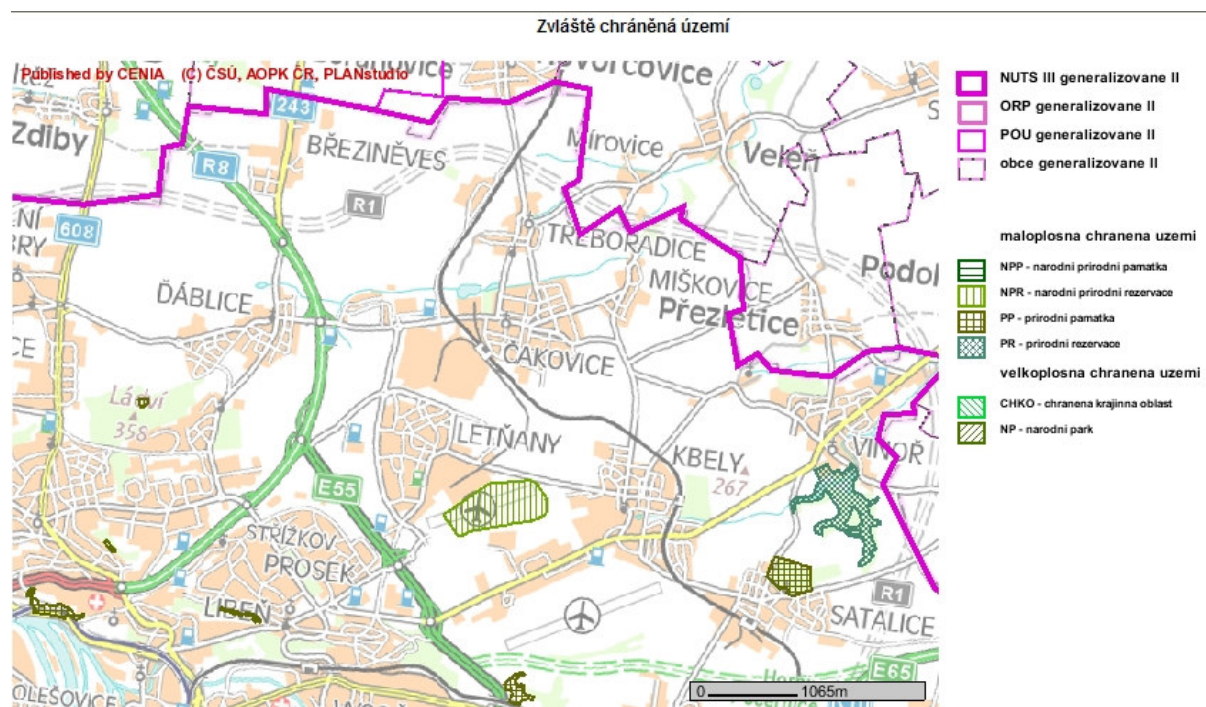 Zvláště chráněná území
Published by CENIA (C) ČSÚ, AOPK ČR, PLANstudio
Zdiby
243
BŘEZINĚVES
Mírovice
Veleň
R8
R1
608
TŘEBORADICE
MIŠKOVICE
Přezletice
Podol
ĎÁBLICE
ČAKOVICE
358
LETŇANY
KBELY
267
VINOŘ
E55
STŘÍŽKOV
PROSEK
LIBEŇ
R1
SATALICE
E65
OLEŠOVICE
0 1065m
NUTS III generalizovane II
ORP generalizovane II
POU generalizovane II
obce generalizovane II
maloplosna chranena uzemi
NPP - narodni prirodni pamatka
NPR - narodni prirodni rezervace
PP - prirodni pamatka
PR - prirodni rezervace
velkoplosna chranena uzemi
CHKO - chranena krajinna oblast
NP - narodni park